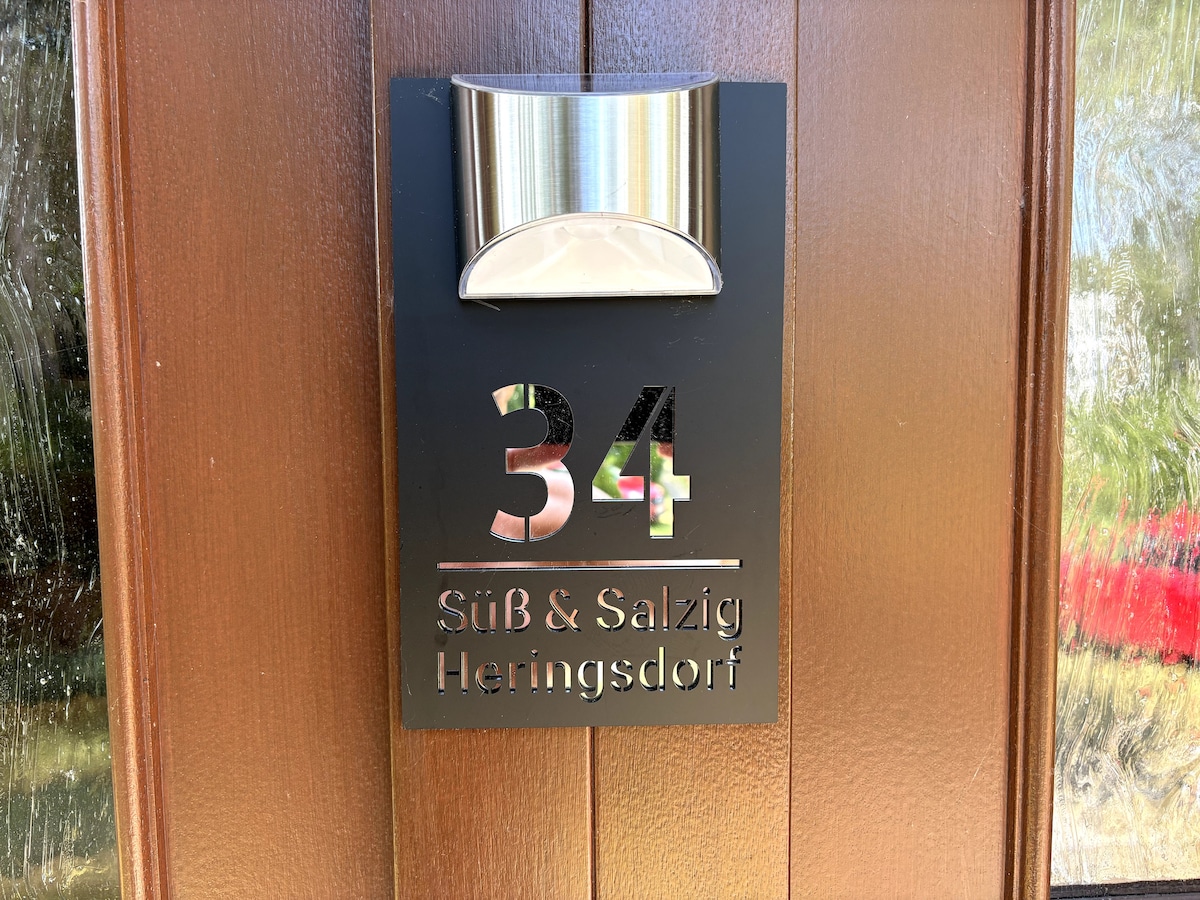 34
Süß & Salzig
Heringsdorf